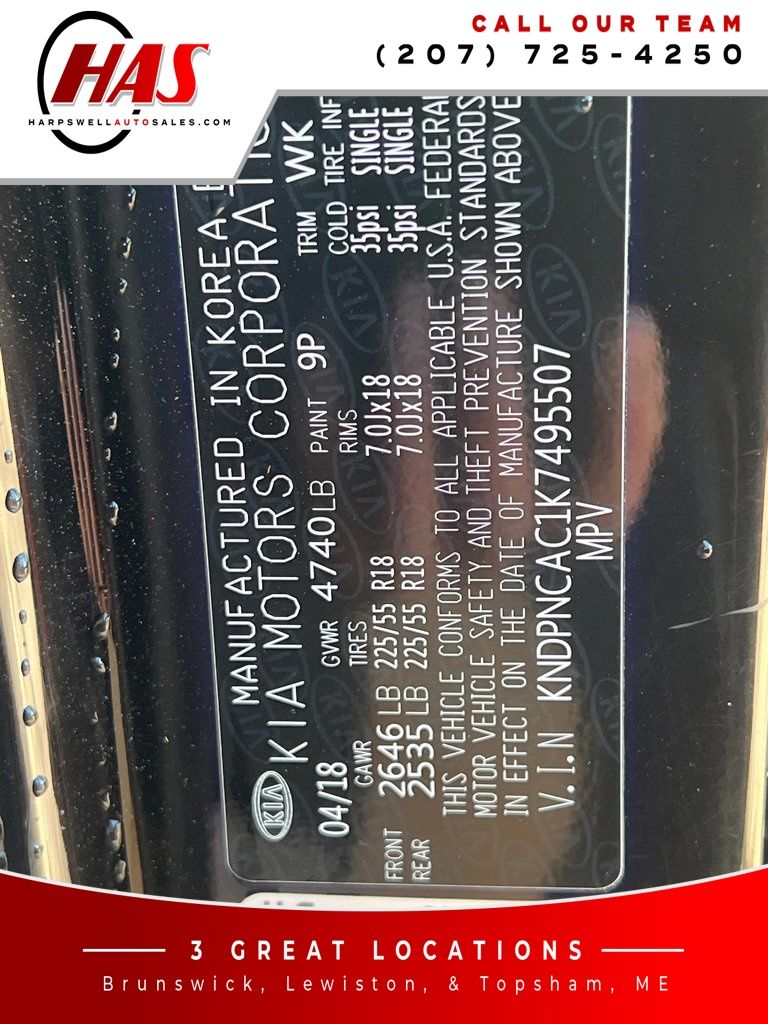 HAS
HARPSWELLAUTOSALES.COM
CALL OUR TEAM
(207) 725-4250
KIA
MANUFACTURED IN KOREA
KIA MOTORS CORPORATIO
04/18 GVWR 4740LB PAINT 9P TRIM WK
GAWR TIRES RIMS COLD TIRE INF
FRONT 2646LB 225/55 R18 7.0Jx18 35psi SINGLE
REAR 2535LB 225/55 R18 7.0Jx18 35psi SINGLE
THIS VEHICLE CONFORMS TO ALL APPLICABLE U.S.A. FEDERAL
MOTOR VEHICLE SAFETY AND THEFT PREVENTION STANDARDS
IN EFFECT ON THE DATE OF MANUFACTURE SHOWN ABOVE
V.I.N KNDPNCAC1K7495507
MPV
3 GREAT LOCATIONS
Brunswick, Lewiston, & Topsham, ME